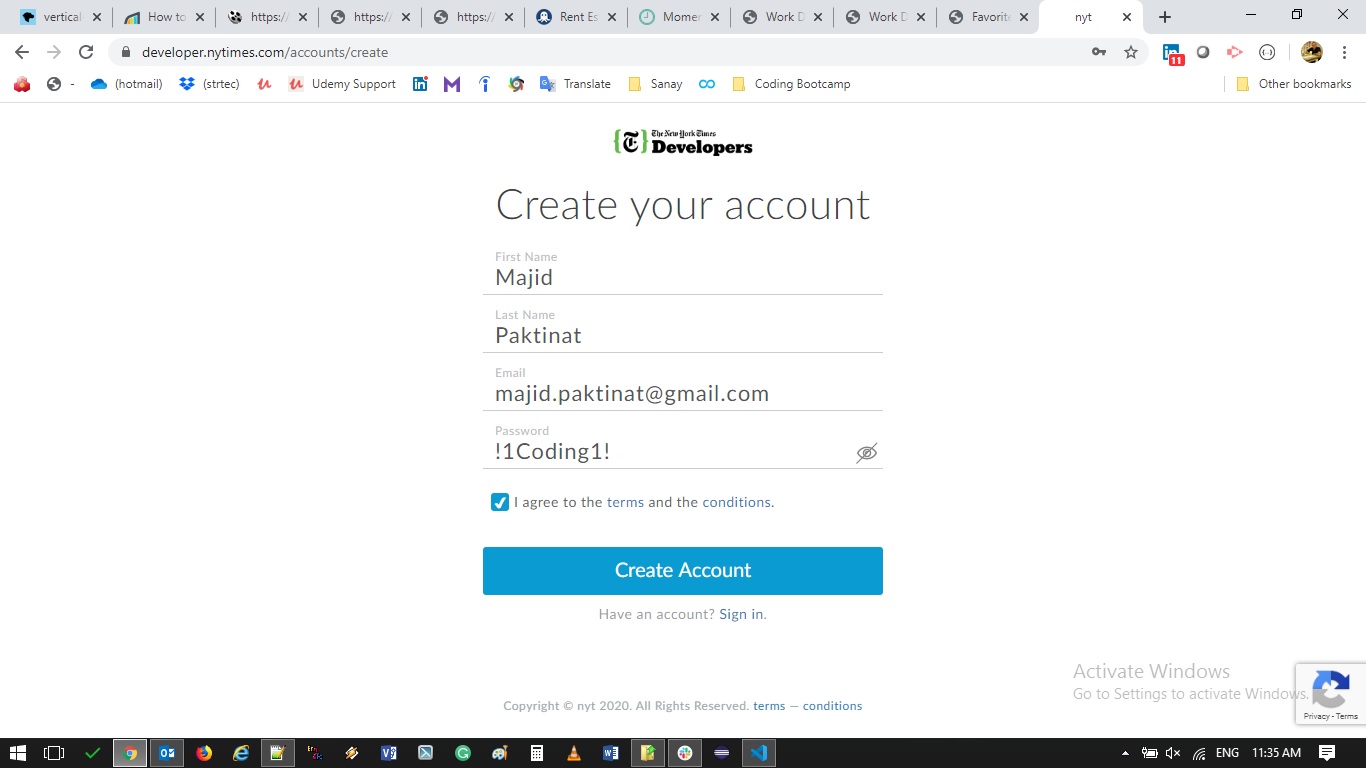 vertical
How to
https://
https://
https://
Rent Es
Momen
Work D
Work D
Favorite
nyt
developer.nytimes.com/accounts/create
11
(hotmail)
(strtec)
Udemy Support
Translate
Sanay
Coding Bootcamp
Other bookmarks
The New York Times
Developers
Create your account
First Name
Majid
Last Name
Paktinat
Email
majid.paktinat@gmail.com
Password
!1Coding1!
I agree to the terms and the conditions.
Create Account
Have an account? Sign in.
Activate Windows
Go to Settings to activate Windows.
Privacy - Terms
Copyright © nyt 2020. All Rights Reserved. terms — conditions
ENG
11:35 AM